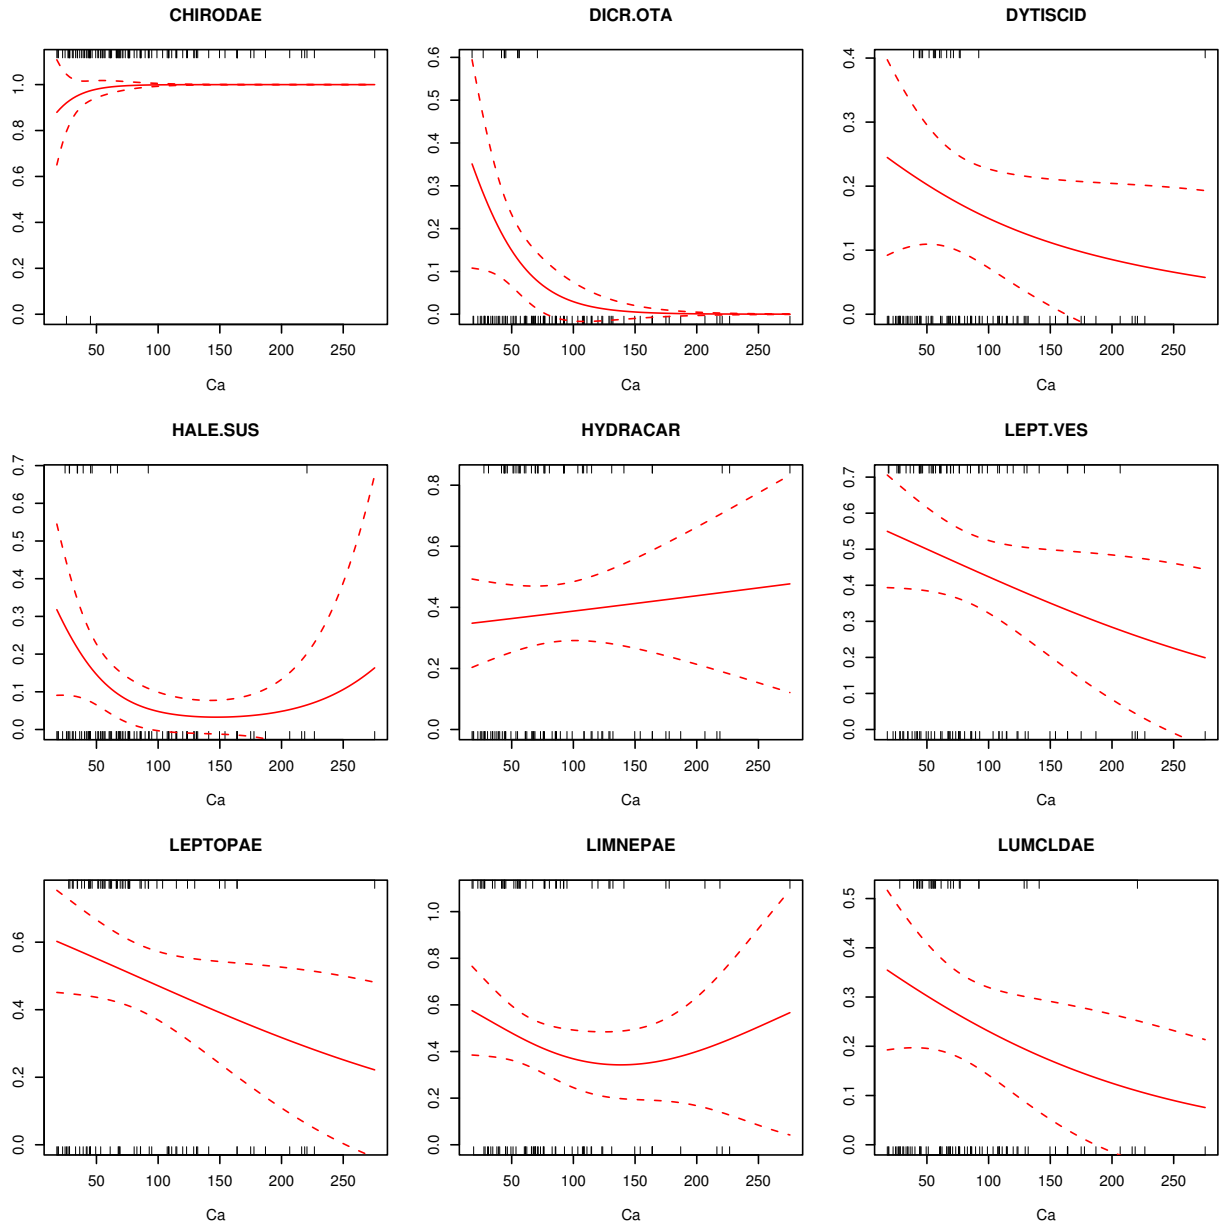 CHIRODAE
0.0 0.2 0.4 0.6 0.8 1.0
50 100 150 200 250
Ca
DICR.OTA
0.0 0.1 0.2 0.3 0.4 0.5 0.6
50 100 150 200 250
Ca
DYTISCID
0.0 0.1 0.2 0.3 0.4
50 100 150 200 250
Ca
HALE.SUS
0.0 0.1 0.2 0.3 0.4 0.5 0.6 0.7
50 100 150 200 250
Ca
HYDRACAR
0.0 0.2 0.4 0.6 0.8
50 100 150 200 250
Ca
LEPT.VES
0.0 0.1 0.2 0.3 0.4 0.5 0.6 0.7
50 100 150 200 250
Ca
LEPTOPAE
0.0 0.2 0.4 0.6
50 100 150 200 250
Ca
LIMNEPAE
0.0 0.2 0.4 0.6 0.8 1.0
50 100 150 200 250
Ca
LUMCLDAE
0.0 0.1 0.2 0.3 0.4 0.5
50 100 150 200 250
Ca